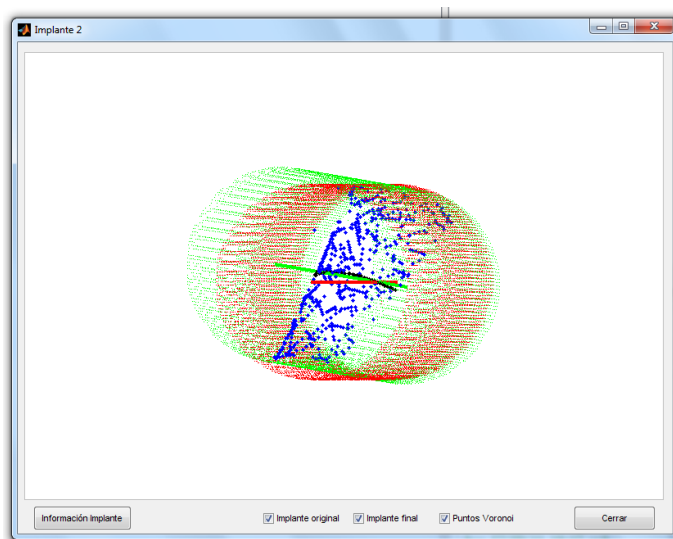 Implante 2
Información Implante
Implante original
Implante final
Puntos Voronoi
Cerrar